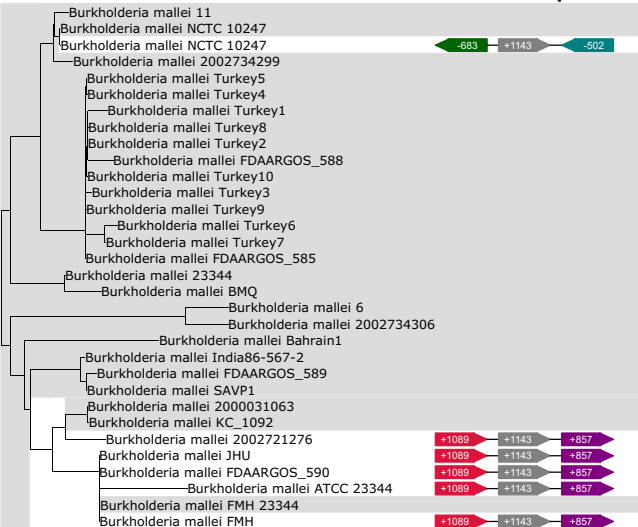 Burkholderia mallei 11
Burkholderia mallei NCTC 10247
Burkholderia mallei NCTC 10247 -683 +1143 -502
Burkholderia mallei 2002734299
Burkholderia mallei Turkey5
Burkholderia mallei Turkey4
Burkholderia mallei Turkey1
Burkholderia mallei Turkey8
Burkholderia mallei Turkey2
Burkholderia mallei FDAARGOS_588
Burkholderia mallei Turkey10
Burkholderia mallei Turkey3
Burkholderia mallei Turkey9
Burkholderia mallei Turkey6
Burkholderia mallei Turkey7
Burkholderia mallei FDAARGOS_585
Burkholderia mallei 23344
Burkholderia mallei BMQ
Burkholderia mallei 6
Burkholderia mallei 2002734306
Burkholderia mallei Bahrain1
Burkholderia mallei India86-567-2
Burkholderia mallei FDAARGOS_589
Burkholderia mallei SAVP1
Burkholderia mallei 2000031063
Burkholderia mallei KC_1092
Burkholderia mallei 2002721276 +1089 +1143 +857
Burkholderia mallei JHU +1089 +1143 +857
Burkholderia mallei FDAARGOS_590 +1089 +1143 +857
Burkholderia mallei ATCC 23344 +1089 +1143 +857
Burkholderia mallei FMH 23344
Burkholderia mallei FMH +1089 +1143 +857